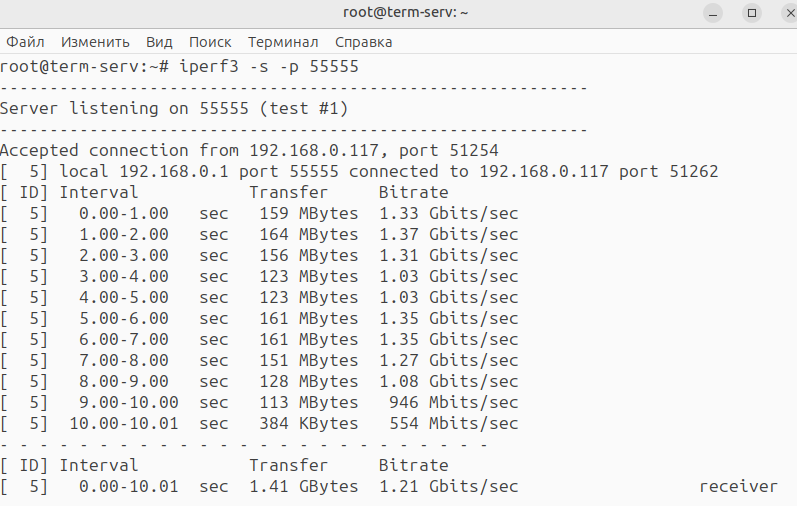 root@term-serv: ~
Файл Изменить Вид Поиск Терминал Справка
root@term-serv:~# iperf3 -s -p 55555
-----------------------------------------------------------
Server listening on 55555 (test #1)
-----------------------------------------------------------
Accepted connection from 192.168.0.117, port 51254
[  5] local 192.168.0.1 port 55555 connected to 192.168.0.117 port 51262
[ ID] Interval           Transfer     Bitrate
[  5]   0.00-1.00   sec   159 MBytes  1.33 Gbits/sec
[  5]   1.00-2.00   sec   164 MBytes  1.37 Gbits/sec
[  5]   2.00-3.00   sec   156 MBytes  1.31 Gbits/sec
[  5]   3.00-4.00   sec   123 MBytes  1.03 Gbits/sec
[  5]   4.00-5.00   sec   123 MBytes  1.03 Gbits/sec
[  5]   5.00-6.00   sec   161 MBytes  1.35 Gbits/sec
[  5]   6.00-7.00   sec   161 MBytes  1.35 Gbits/sec
[  5]   7.00-8.00   sec   151 MBytes  1.27 Gbits/sec
[  5]   8.00-9.00   sec   128 MBytes  1.08 Gbits/sec
[  5]   9.00-10.00  sec   113 MBytes   946 Mbits/sec
[  5]  10.00-10.01  sec   384 KBytes   554 Mbits/sec
- - - - - - - - - - - - - - - - - - - - - - - - -
[ ID] Interval           Transfer     Bitrate
[  5]   0.00-10.01  sec  1.41 GBytes  1.21 Gbits/sec                  receiver